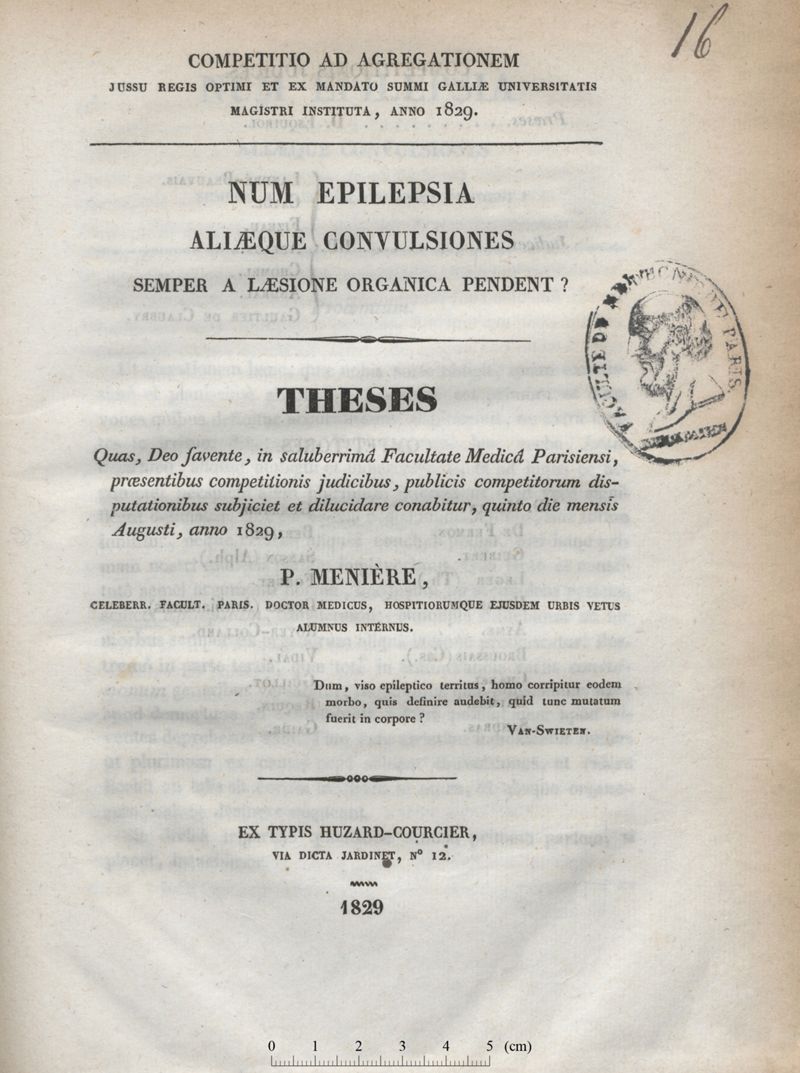 16
COMPETITIO AD AGREGATIONEM
JUSSU REGIS OPTIMI ET EX MANDATO SUMMI GALLIÆ UNIVERSITATIS
MAGISTRI INSTITUTA, ANNO 1829.
NUM EPILEPSIA
ALIÆQUE CONVULSIONES
SEMPER A LÆSIONE ORGANICA PENDENT ?
THESES
Quas, Deo favente, in saluberrimâ Facultate Medicâ Parisiensi,
præsentibus competitionis judicibus, publicis competitorum dis-
putationibus subjiciet et dilucidare conabitur, quinto die mensis
Augusti, anno 1829,
P. MENIÈRE,
CELEBERR. FACULT. PARIS. DOCTOR MEDICUS, HOSPITIORUMQUE EJUSDEM URBIS VETUS
ALUMNUS INTERNUS.
Dum, viso epileptico territus, homo corripitur eodem
morbo, quis definire audebit, quid tunc mutatum
fuerit in corpore ?
VAN-SWIETEN.
EX TYPIS HUZARD-COURCIER,
VIA DICTA JARDINET, N° 12.
1829
0 1 2 3 4 5 (cm)